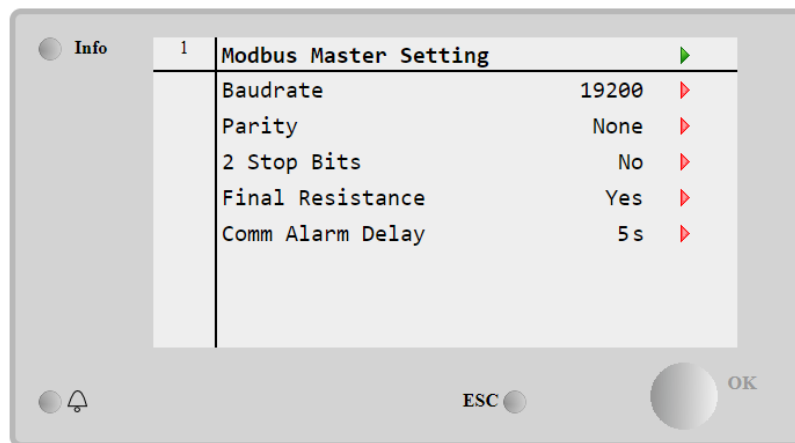 Info
1 Modbus Master Setting
Baudrate 19200
Parity None
2 Stop Bits No
Final Resistance Yes
Comm Alarm Delay 5s
ESC
OK